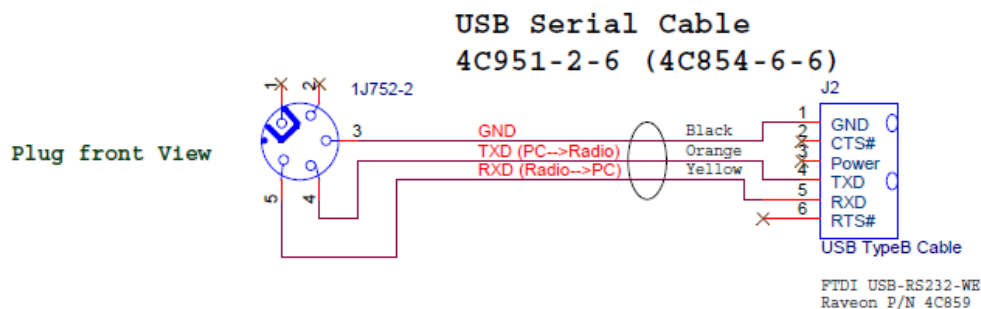 USB Serial Cable
4C951-2-6 (4C854-6-6)
1
2
1J752-2
J2
3
GND
Black
1
GND
2
CTS#
TXD (PC-->Radio)
Orange
3
Power
Plug front View
RXD (Radio-->PC)
Yellow
4
TXD
5
4
5
RXD
6
RTS#
USB TypeB Cable
FTDI USB-RS232-WE
Raveon P/N 4C859